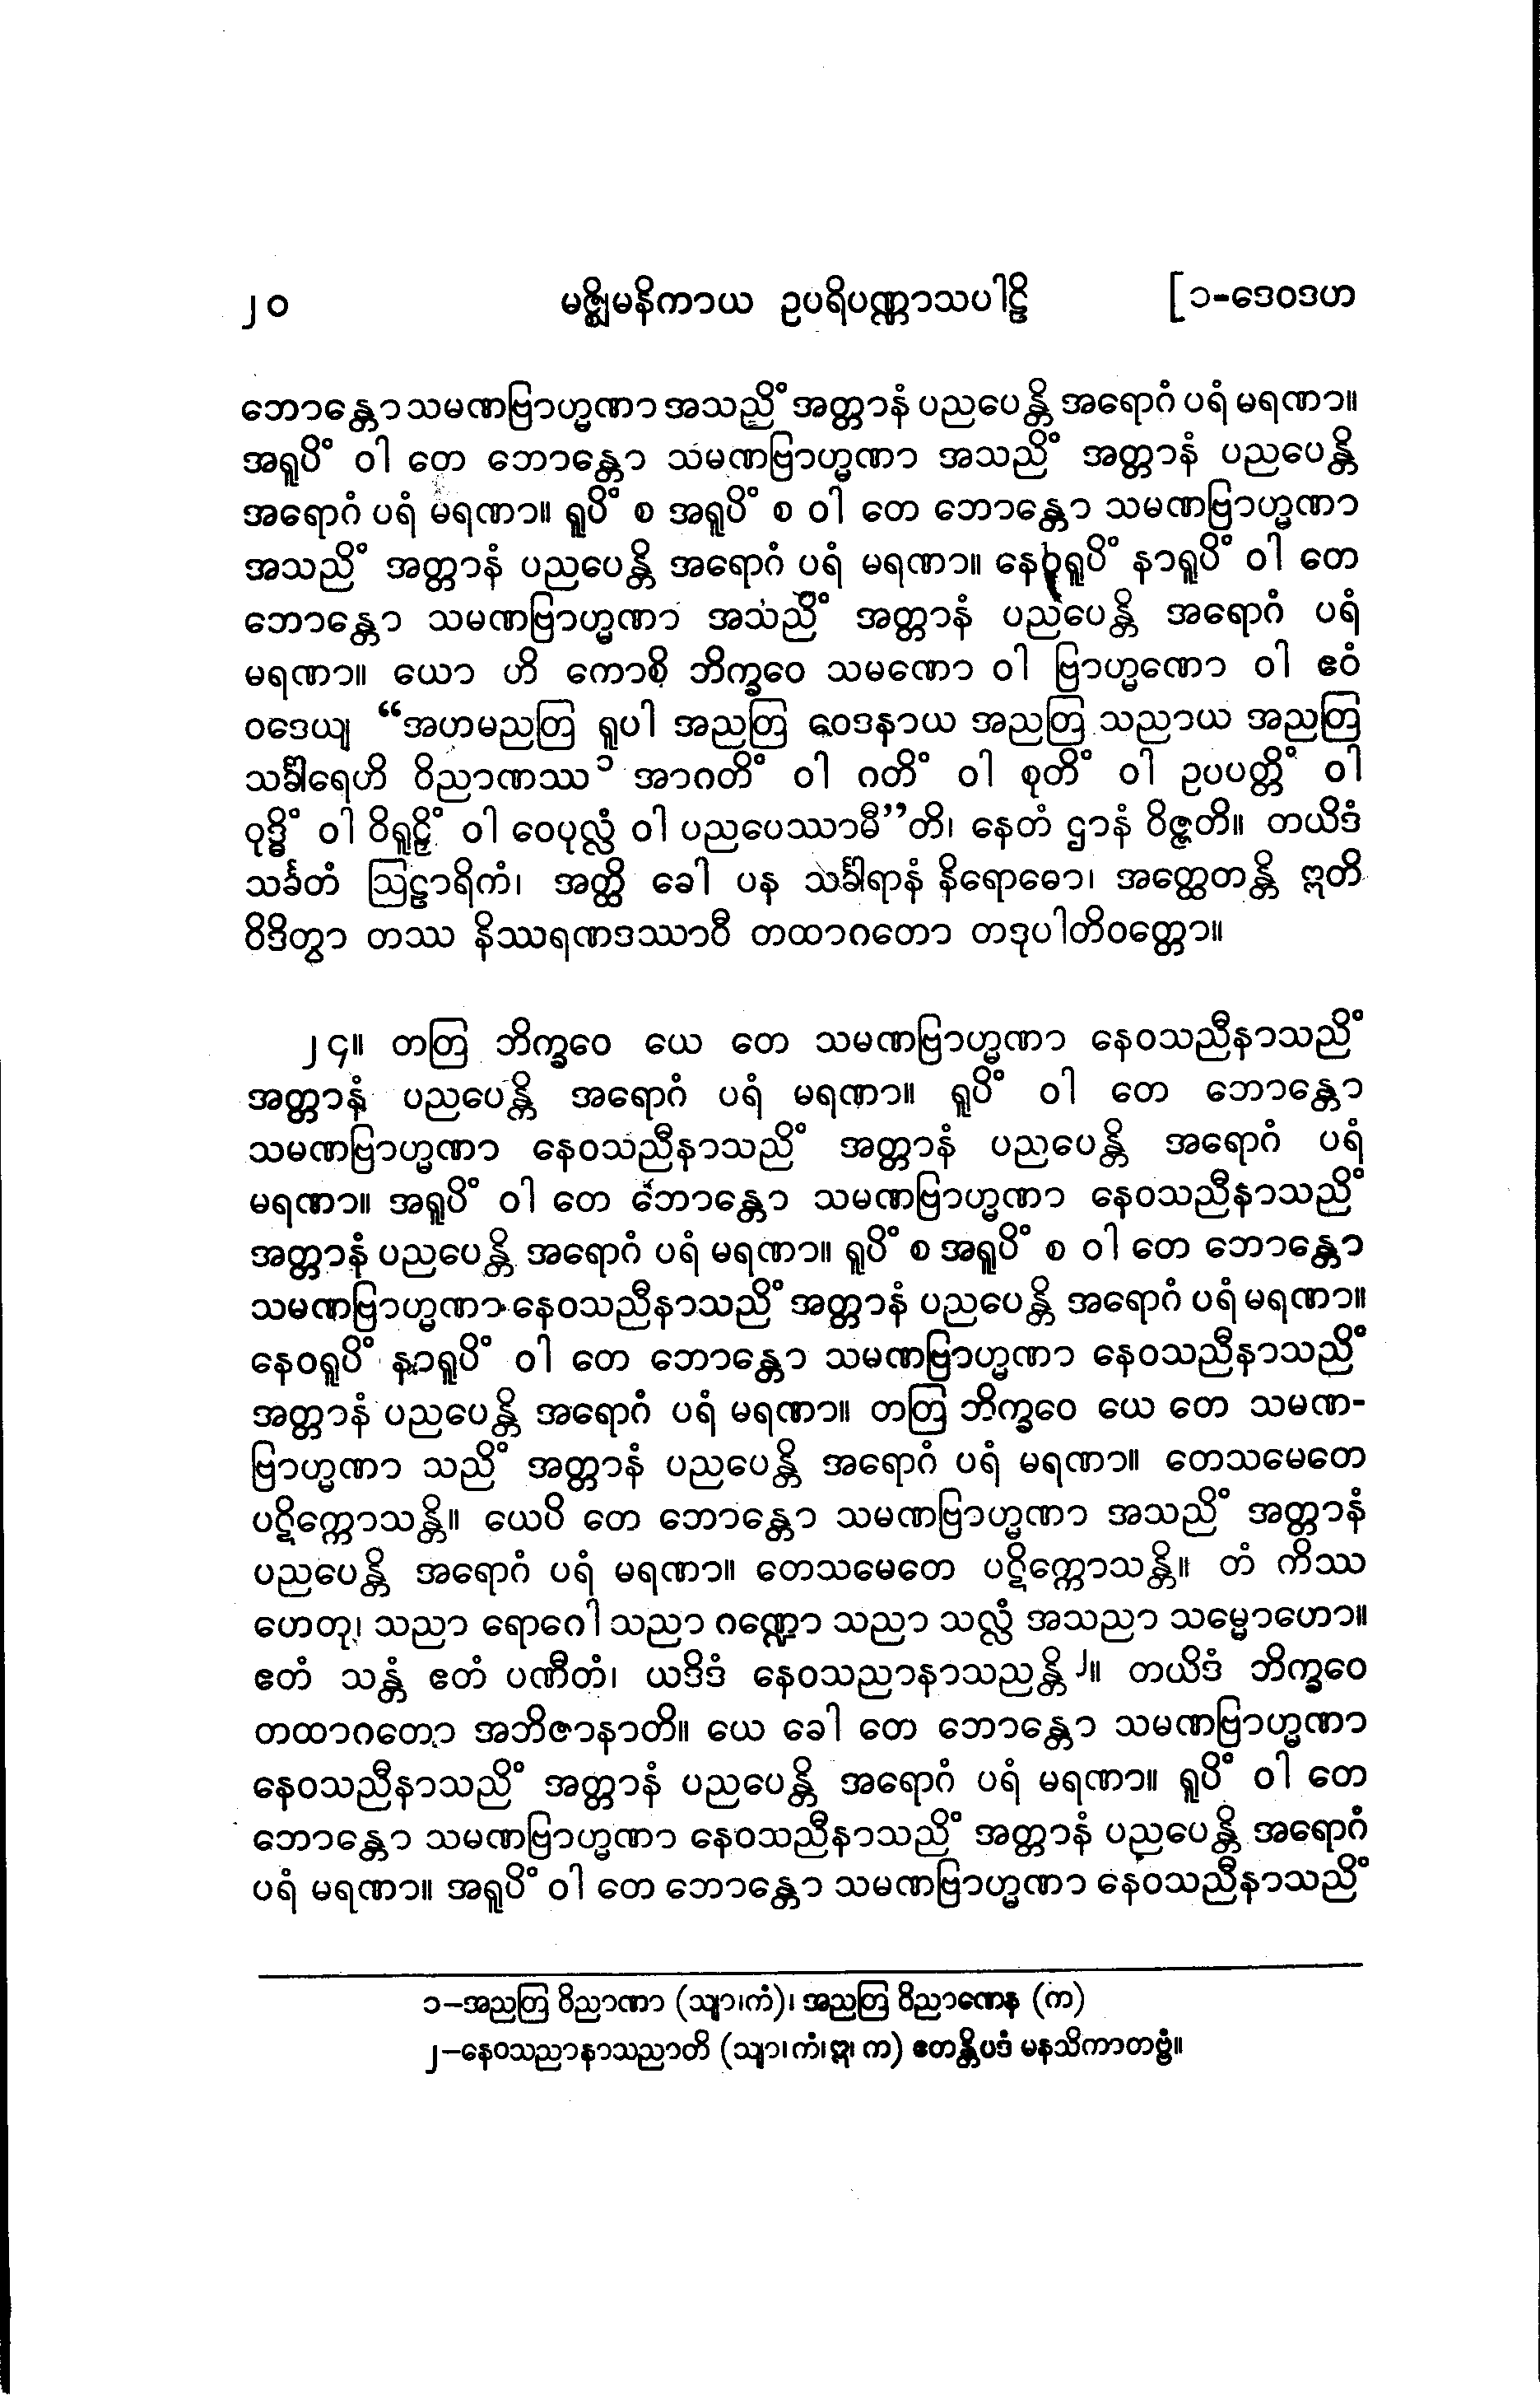 ၂၀ မဇ္ဈိမနိကာယ ဥပရိပဏ္ဏာသပါဠိ [၁-ဒေဝဒဟ
ဘောန္တော သမဏဗြာဟ္မဏာ အသညိံ အတ္တာနံ ပညပေန္တိ အရောဂံ ပရံ မရဏာ။
အရူပိံ ဝါ တေ ဘောန္တော သမဏဗြာဟ္မဏာ အသညိံ အတ္တာနံ ပညပေန္တိ
အရောဂံ ပရံ မရဏာ။ ရူပိံ စ အရူပိံ စ ဝါ တေ ဘောန္တော သမဏဗြာဟ္မဏာ
အသညိံ အတ္တာနံ ပညပေန္တိ အရောဂံ ပရံ မရဏာ။ နေဝရူပိံ နာရူပိံ ဝါ တေ
ဘောန္တော သမဏဗြာဟ္မဏာ အသညိံ အတ္တာနံ ပညပေန္တိ အရောဂံ ပရံ
မရဏာ။ ယော ဟိ ကောစိ ဘိက္ခဝေ သမဏော ဝါ ဗြာဟ္မဏော ဝါ ဧဝံ
ဝဒေယျ “အဟမညတြ ရူပါ အညတြ ဝေဒနာယ အညတြ သညာယ အညတြ
သင်္ခါရေဟိ ဝိညာဏဿ ၁ အာဂတိံ ဝါ ဂတိံ ဝါ စုတိံ ဝါ ဥပပတ္တိံ ဝါ
ဝုဒ္ဓိံ ဝါ ဝိရူဠှိံ ဝါ ဝေပုလ္လံ ဝါ ပညပေဿာမီ”တိ၊ နေတံ ဌာနံ ဝိဇ္ဇတိ။ တယိဒံ
သင်္ခတံ ဩဠာရိကံ၊ အတ္ထိ ခေါ ပန သင်္ခါရာနံ နိရောဓော၊ အတ္ထေတန္တိ ဣတိ
ဝိဒိတွာ တဿ နိဿရဏဒဿာဝီ တထာဂတော တဒုပါတိဝတ္တော။
၂၄။ တတြ ဘိက္ခဝေ ယေ တေ သမဏဗြာဟ္မဏာ နေဝသညီနာသညိံ
အတ္တာနံ ပညပေန္တိ အရောဂံ ပရံ မရဏာ။ ရူပိံ ဝါ တေ ဘောန္တော
သမဏဗြာဟ္မဏာ နေဝသညီနာသညိံ အတ္တာနံ ပညပေန္တိ အရောဂံ ပရံ
မရဏာ။ အရူပိံ ဝါ တေ ဘောန္တော သမဏဗြာဟ္မဏာ နေဝသညီနာသညိံ
အတ္တာနံ ပညပေန္တိ အရောဂံ ပရံ မရဏာ။ ရူပိံ စ အရူပိံ စ ဝါ တေ ဘောန္တော
သမဏဗြာဟ္မဏာ နေဝသညီနာသညိံ အတ္တာနံ ပညပေန္တိ အရောဂံ ပရံ မရဏာ။
နေဝရူပိံ နာရူပိံ ဝါ တေ ဘောန္တော သမဏဗြာဟ္မဏာ နေဝသညီနာသညိံ
အတ္တာနံ ပညပေန္တိ အရောဂံ ပရံ မရဏာ။ တတြ ဘိက္ခဝေ ယေ တေ သမဏ-
ဗြာဟ္မဏာ သညိံ အတ္တာနံ ပညပေန္တိ အရောဂံ ပရံ မရဏာ။ တေသမေတေ
ပဋိက္ကောသန္တိ။ ယေပိ တေ ဘောန္တော သမဏဗြာဟ္မဏာ အသညိံ အတ္တာနံ
ပညပေန္တိ အရောဂံ ပရံ မရဏာ။ တေသမေတေ ပဋိက္ကောသန္တိ။ တံ ကိဿ
ဟေတု၊ သညာ ရောဂေါ သညာ ဂဏ္ဍော သညာ သလ္လံ အသညာ သမ္မောဟော။
ဧတံ သန္တံ ဧတံ ပဏီတံ၊ ယဒိဒံ နေဝသညာနာသညန္တိ ၂။ တယိဒံ ဘိက္ခဝေ
တထာဂတော အဘိဇာနာတိ။ ယေ ခေါ တေ ဘောန္တော သမဏဗြာဟ္မဏာ
နေဝသညီနာသညိံ အတ္တာနံ ပညပေန္တိ အရောဂံ ပရံ မရဏာ။ ရူပိံ ဝါ တေ
ဘောန္တော သမဏဗြာဟ္မဏာ နေဝသညီနာသညိံ အတ္တာနံ ပညပေန္တိ အရောဂံ
ပရံ မရဏာ။ အရူပိံ ဝါ တေ ဘောန္တော သမဏဗြာဟ္မဏာ နေဝသညီနာသညိံ
၁-အညတြ ဝိညာဏာ (သျာ၊ကံ)၊ အညတြ ဝိညာဏေန (က)
၂-နေဝသညာနာသညာတိ (သျာ၊ကံ၊ဣ၊ က) ဧတန္တိပဒံ မနသိကာတဗ္ဗံ။